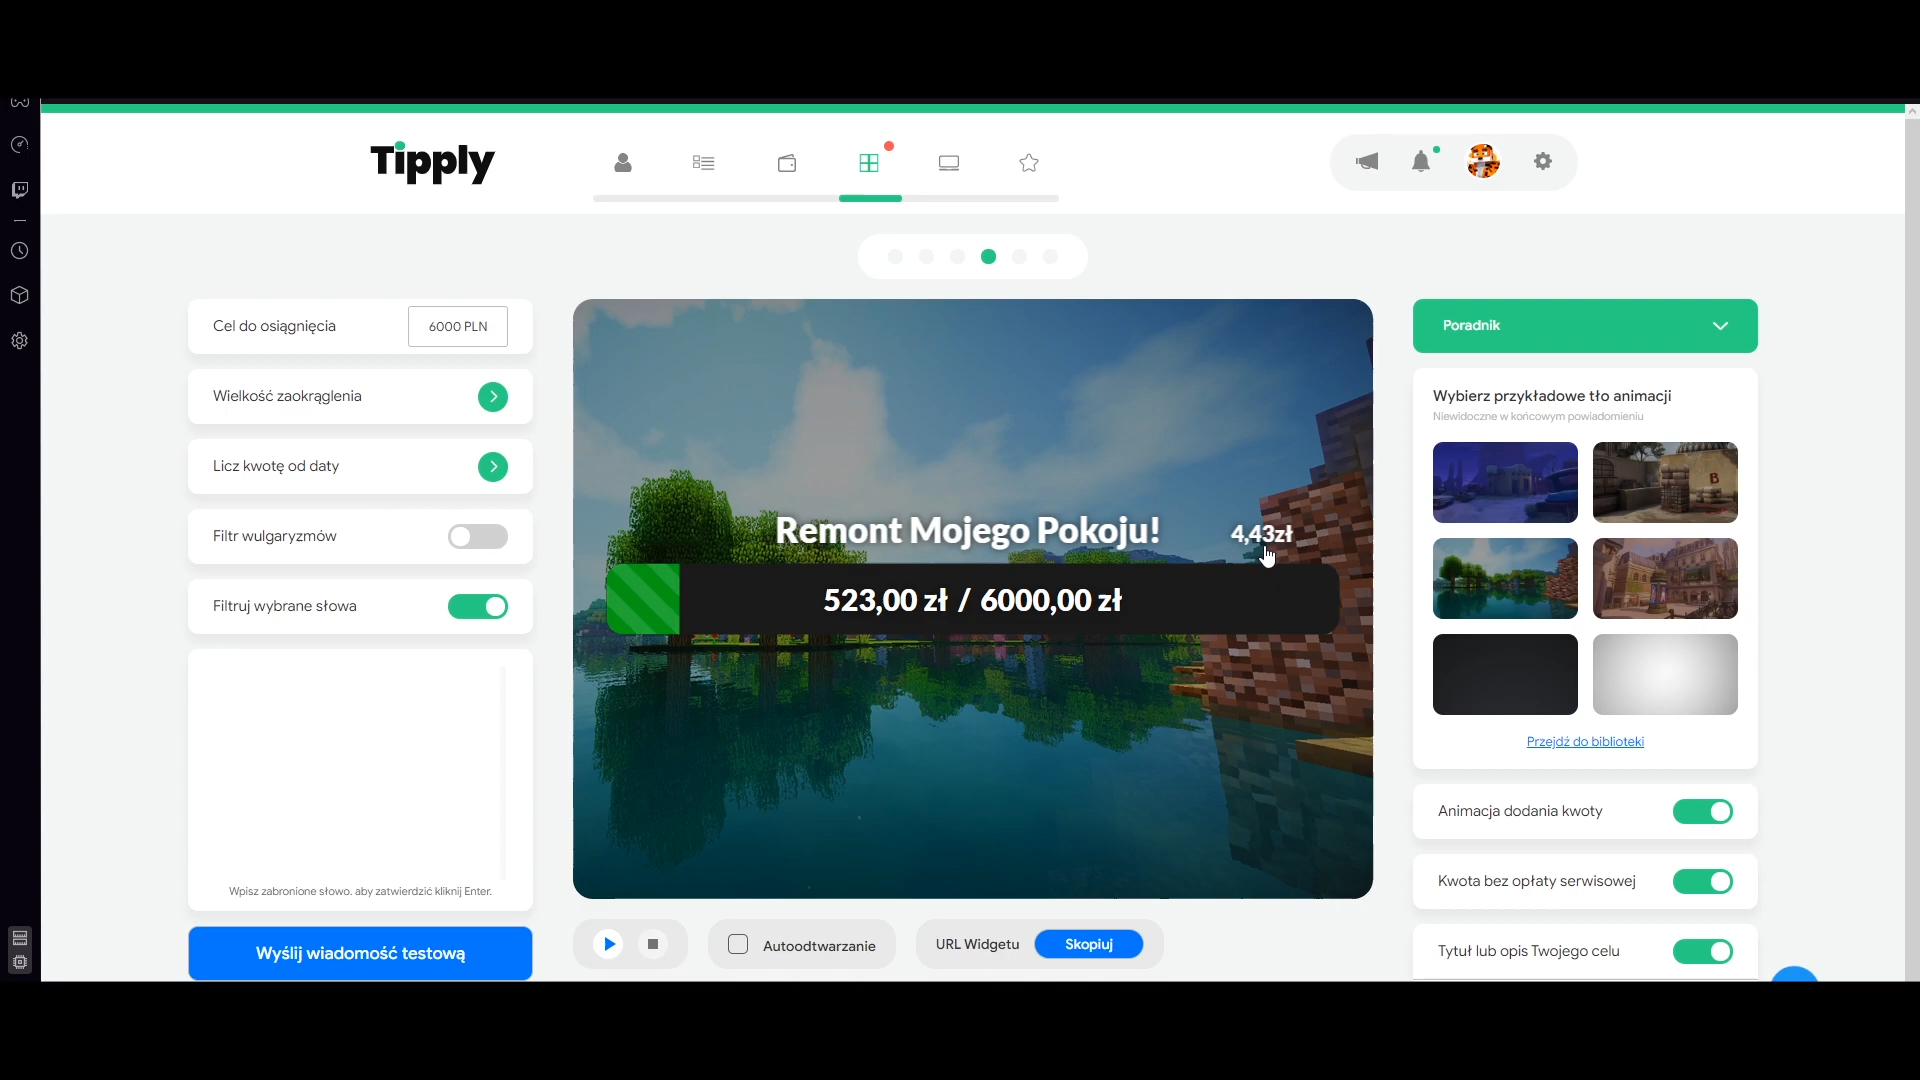 Tipply
Cel do osiągnięcia
6000 PLN
Wielkość zaokrąglenia
Licz kwotę od daty
Filtr wulgaryzmów
Filtruj wybrane słowa
Wpisz zabronione słowo, aby zatwierdzić kliknij Enter.
Wyślij wiadomość testową
Remont Mojego Pokoju!
4,43zł
523,00 zł / 6000,00 zł
Autoodtwarzanie
URL Widgetu
Skopiuj
Poradnik
Wybierz przykładowe tło animacji
Niewidoczne w końcowym powiadomieniu
B
Przejdź do biblioteki
Animacja dodania kwoty
Kwota bez opłaty serwisowej
Tytuł lub opis Twojego celu